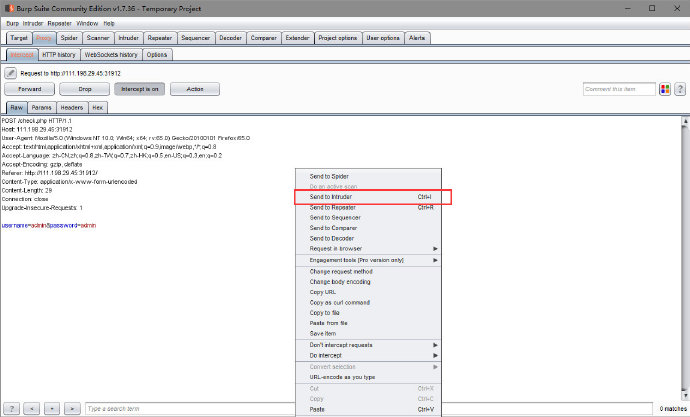 Burp Suite Community Edition v1.7.36 - Temporary Project
Burp Intruder Repeater Window Help
Target Proxy Spider Scanner Intruder Repeater Sequencer Decoder Comparer Extender Project options User options Alerts
Intercept HTTP history WebSockets history Options
Request to http://111.198.29.45:31912
Forward Drop Intercept is on Action Comment this item
Raw Params Headers Hex
POST /check.php HTTP/1.1
Host: 111.198.29.45:31912
User-Agent: Mozilla/5.0 (Windows NT 10.0; Win64; x64; rv:65.0) Gecko/20100101 Firefox/65.0
Accept: text/html,application/xhtml+xml,application/xml;q=0.9,image/webp,*/*;q=0.8
Accept-Language: zh-CN,zh;q=0.8,zh-TW;q=0.7,zh-HK;q=0.5,en-US;q=0.3,en;q=0.2
Accept-Encoding: gzip, deflate
Referer: http://111.198.29.45:31912/
Content-Type: application/x-www-form-urlencoded
Content-Length: 29
Connection: close
Upgrade-Insecure-Requests: 1
username=admin&password=admin
Send to Spider
Do an active scan
Send to Intruder Ctrl+I
Send to Repeater Ctrl+R
Send to Sequencer
Send to Comparer
Send to Decoder
Request in browser
Engagement tools [Pro version only]
Change request method
Change body encoding
Copy URL
Copy as curl command
Copy to file
Paste from file
Save item
Don't intercept requests
Do intercept
Convert selection
URL-encode as you type
Cut Ctrl+X
Copy Ctrl+C
Paste Ctrl+V
? < + > Type a search term 0 matches